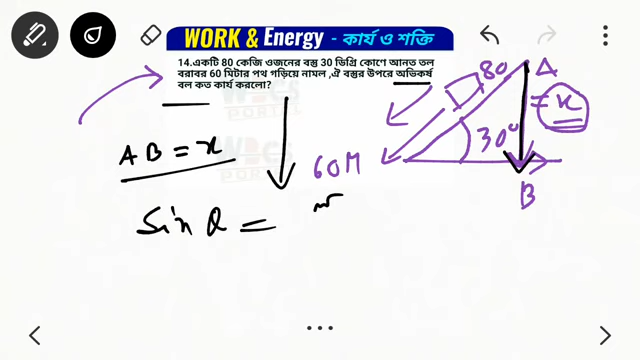 WORK & Energy - কার্য ও শক্তি
14.একটি 80 কেজি ওজনের বস্তু 30 ডিগ্রি কোণে আনত তল
বরাবর 60 মিটার পথ গড়িয়ে নামল ,ঐ বস্তুর উপরে অভিকর্ষ
বল কত কার্য করলো?
80
A
= x
30°
AB = x
60M
B
Sin θ =